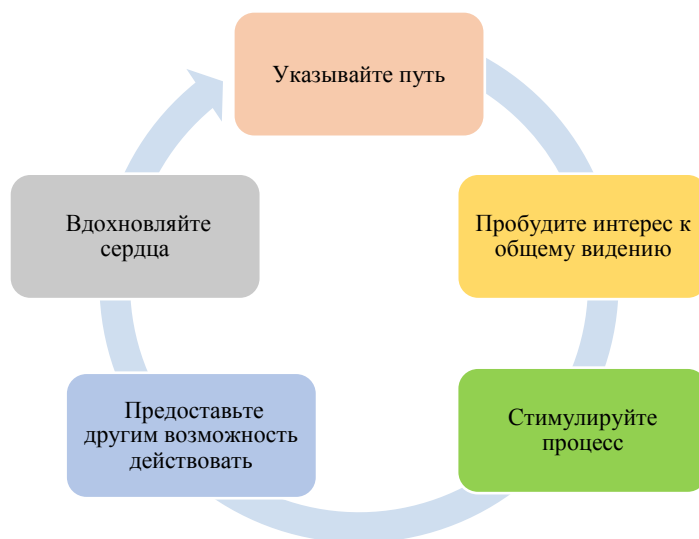 Указывайте путь
Пробудите интерес к
общему видению
Стимулируйте
процесс
Предоставьте
другим возможность
действовать
Вдохновляйте
сердца